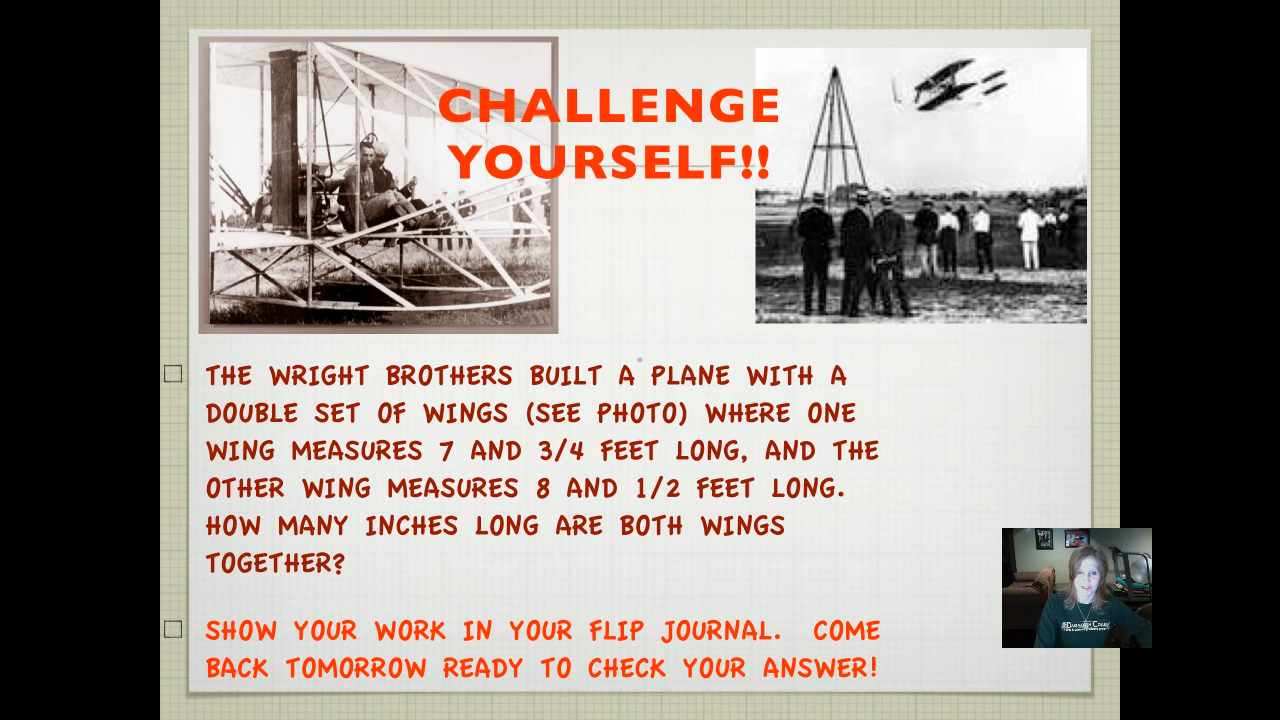 CHALLENGE
YOURSELF!!
THE WRIGHT BROTHERS BUILT A PLANE WITH A
DOUBLE SET OF WINGS (SEE PHOTO) WHERE ONE
WING MEASURES 7 AND 3/4 FEET LONG, AND THE
OTHER WING MEASURES 8 AND 1/2 FEET LONG.
HOW MANY INCHES LONG ARE BOTH WINGS
TOGETHER?
SHOW YOUR WORK IN YOUR FLIP JOURNAL. COME
BACK TOMORROW READY TO CHECK YOUR ANSWER!